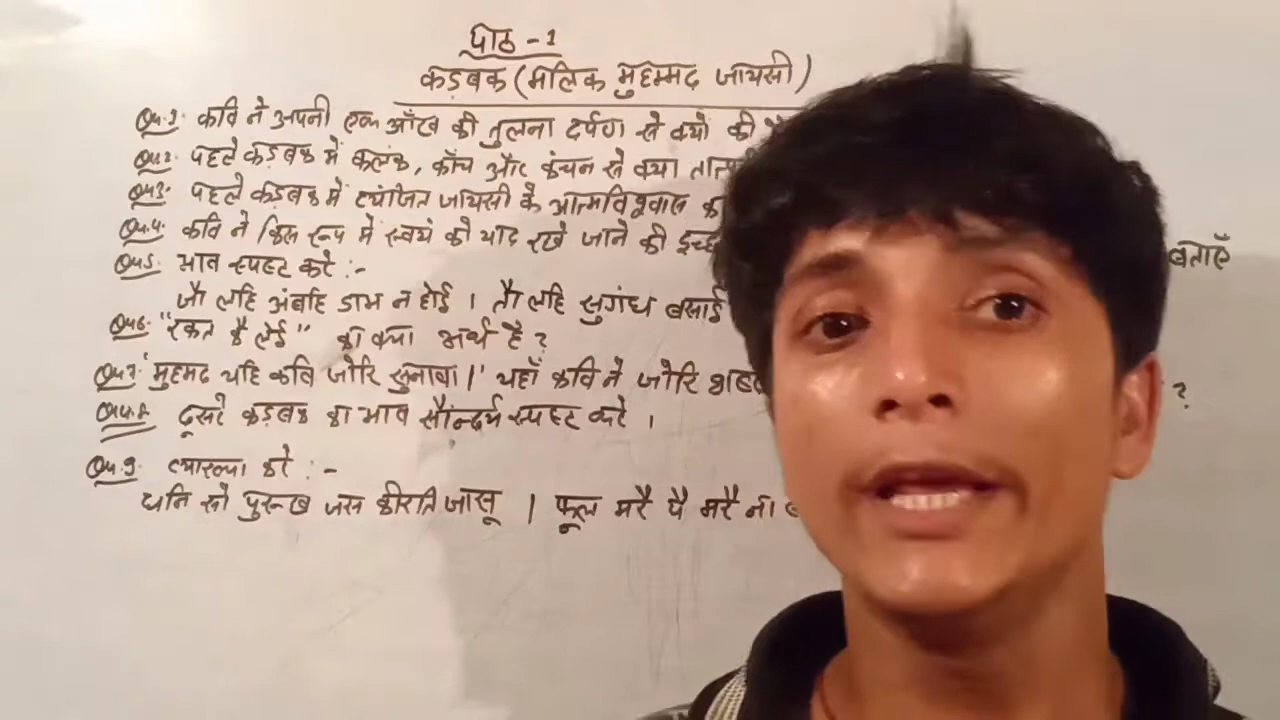 पाठ - 1
कड़बक (मलिक मुहम्मद जायसी)
Qu.1. कवि ने अपनी एक आँख की तुलना दर्पण से क्यों की
Qu.2. पहले कड़बक में कलंक, काँच और कंचन से क्या
Qu.3. पहले कड़बक में व्यंजित जायसी के आत्मविश्वास का
Qu.4. कवि ने किस रूप में स्वयं को याद रखे जाने की बताएँ
Qu.5. भाव स्पष्ट करें :-
जौ लहि अंबहि डाभ न होई । तौ लहि सुगंध बसाई
Qu.6. "रकत कै लेई" का क्या अर्थ है ?
Qu.7. 'मुहमद यहि कवि जोरि सुनावा ।' यहाँ कवि ने जोरि शब्द ?
Qu.8. दूसरे कड़बक का भाव सौन्दर्य स्पष्ट करें ।
Qu.9. व्याख्या करें :-
धनि सो पुरुख जस कीरति जासू । फूल मरै पै मरै ना